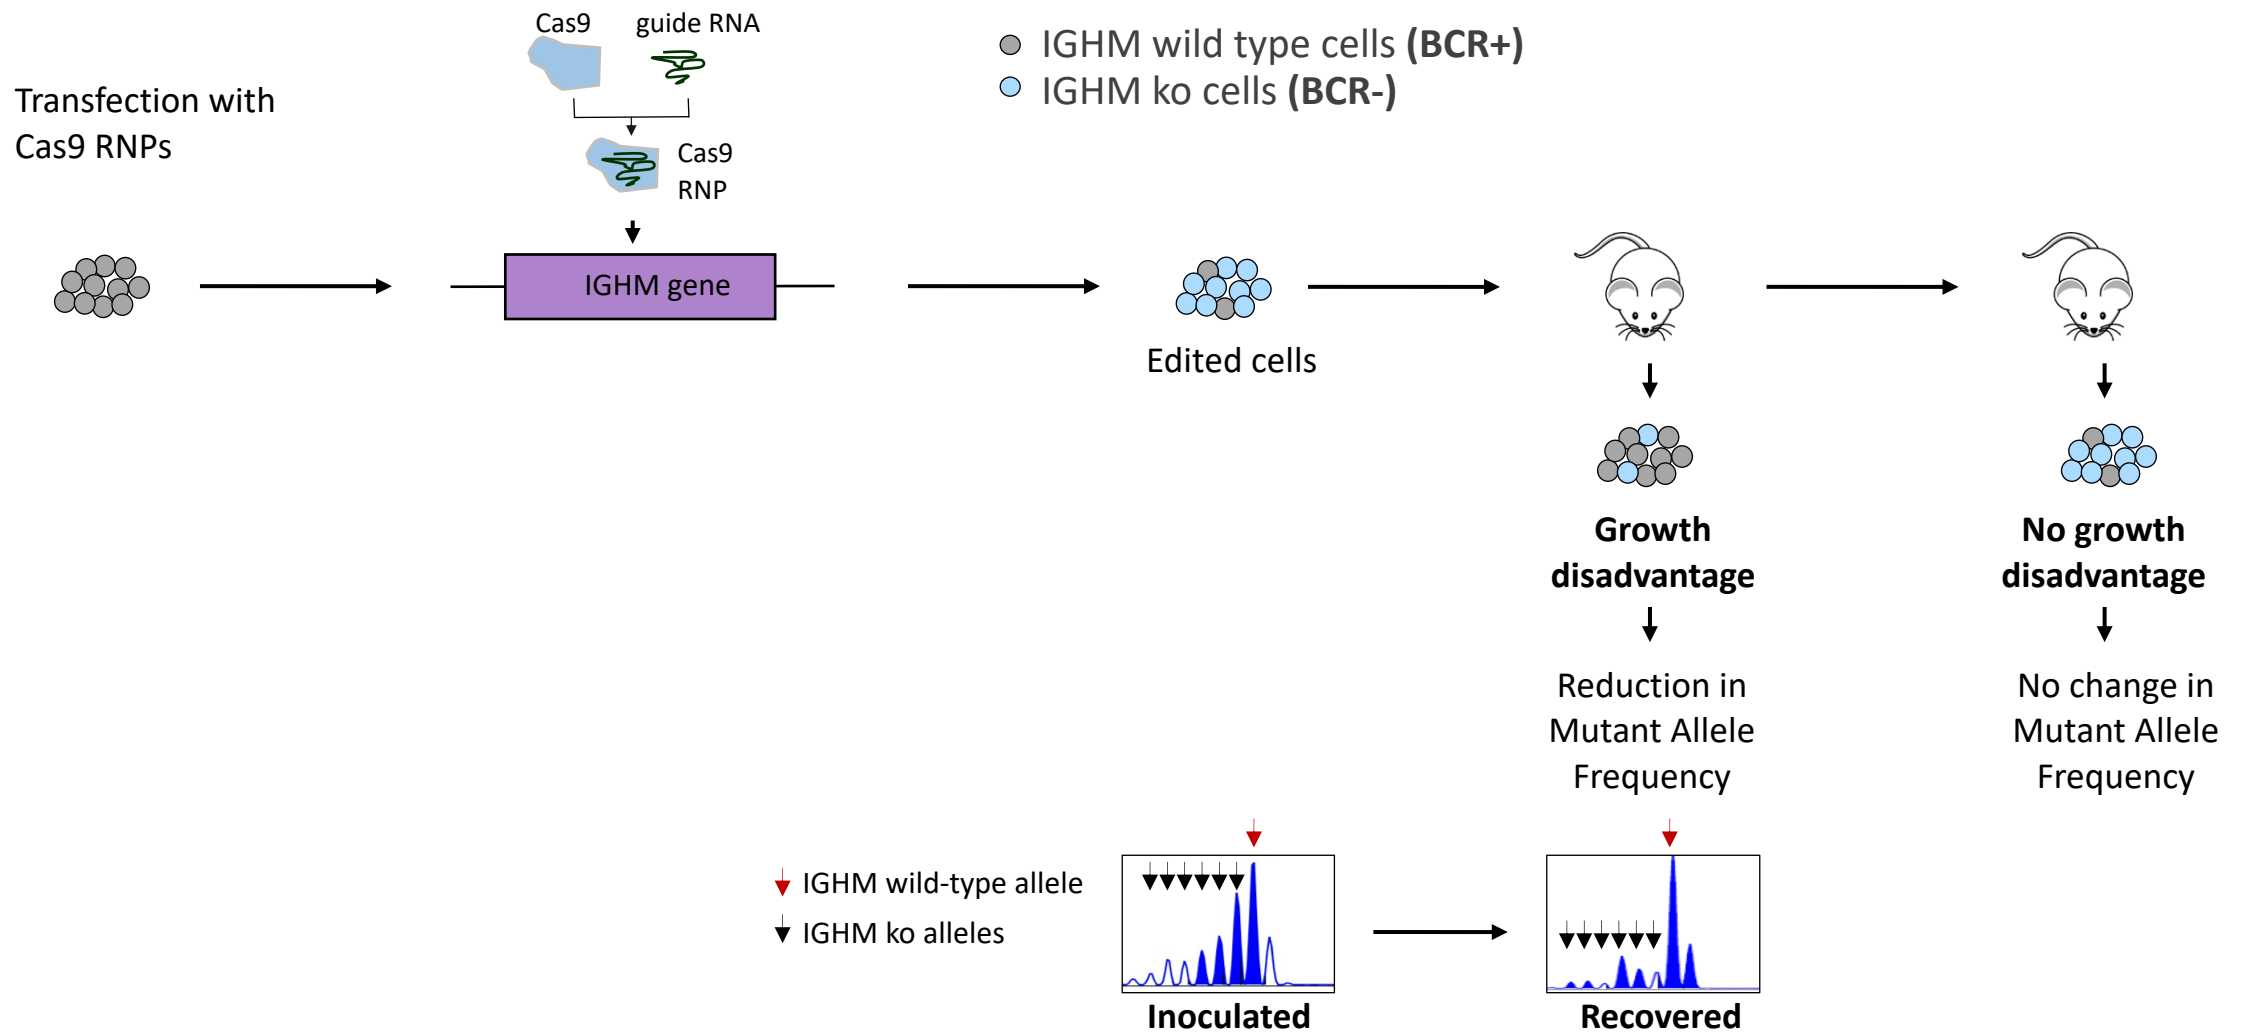 Cas9
guide RNA
IGHM wild type cells (BCR+)
IGHM ko cells (BCR-)
Transfection with
Cas9 RNPs
Cas9
RNP
IGHM gene
Edited cells
Growth
disadvantage
No growth
disadvantage
Reduction in
Mutant Allele
Frequency
No change in
Mutant Allele
Frequency
IGHM wild-type allele
IGHM ko alleles
Inoculated
Recovered